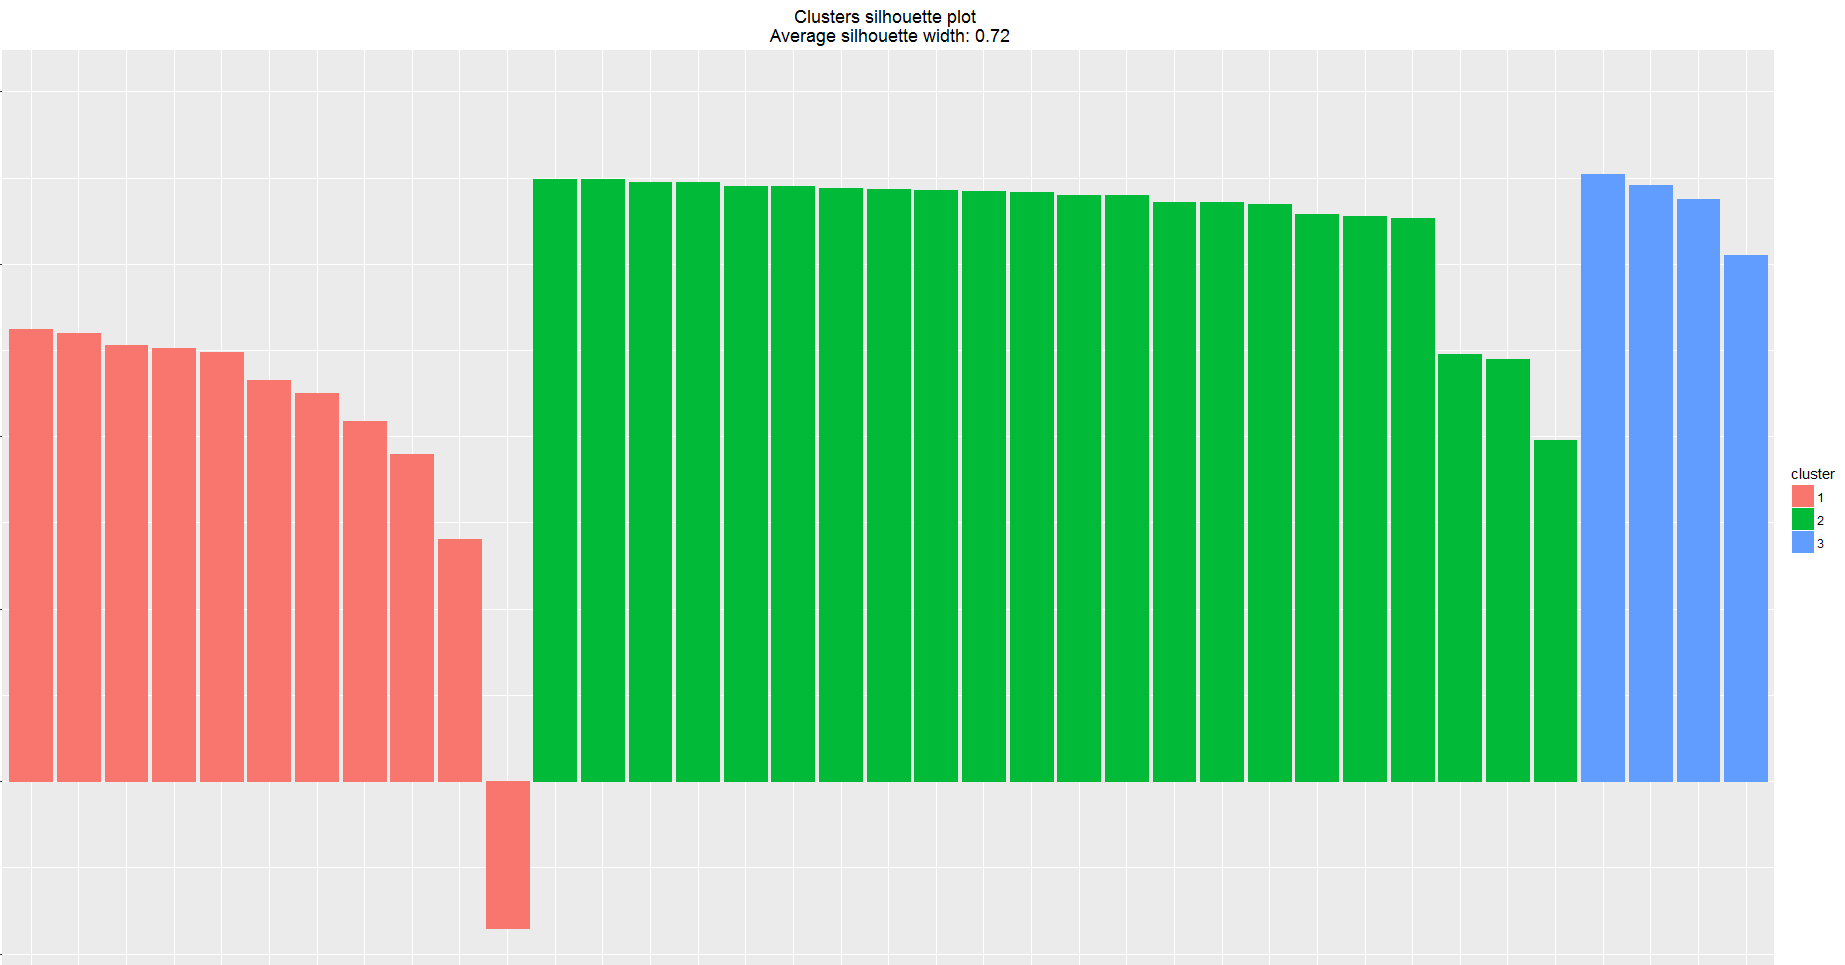 Clusters silhouette plot
Average silhouette width: 0.72
cluster
1
2
3